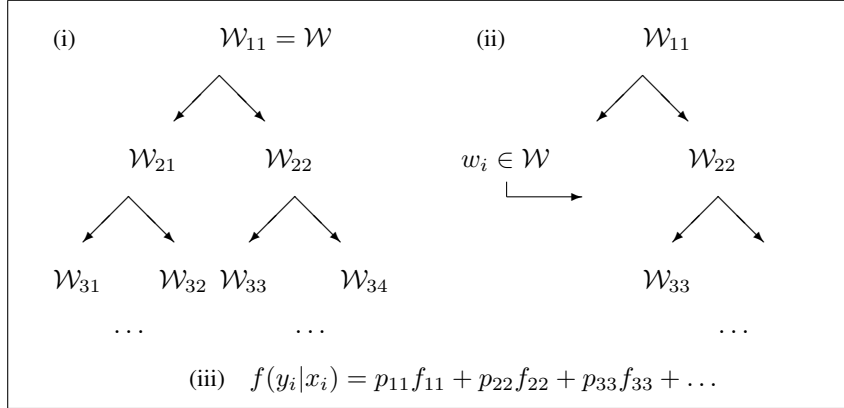 (i) 𝒲₁₁ = 𝒲 (ii) 𝒲₁₁
𝒲₂₁ 𝒲₂₂ wᵢ ∈ 𝒲 𝒲₂₂
𝒲₃₁ 𝒲₃₂ 𝒲₃₃ 𝒲₃₄ 𝒲₃₃
... ... ...
(iii) f(yᵢ|xᵢ) = p₁₁f₁₁ + p₂₂f₂₂ + p₃₃f₃₃ + ...